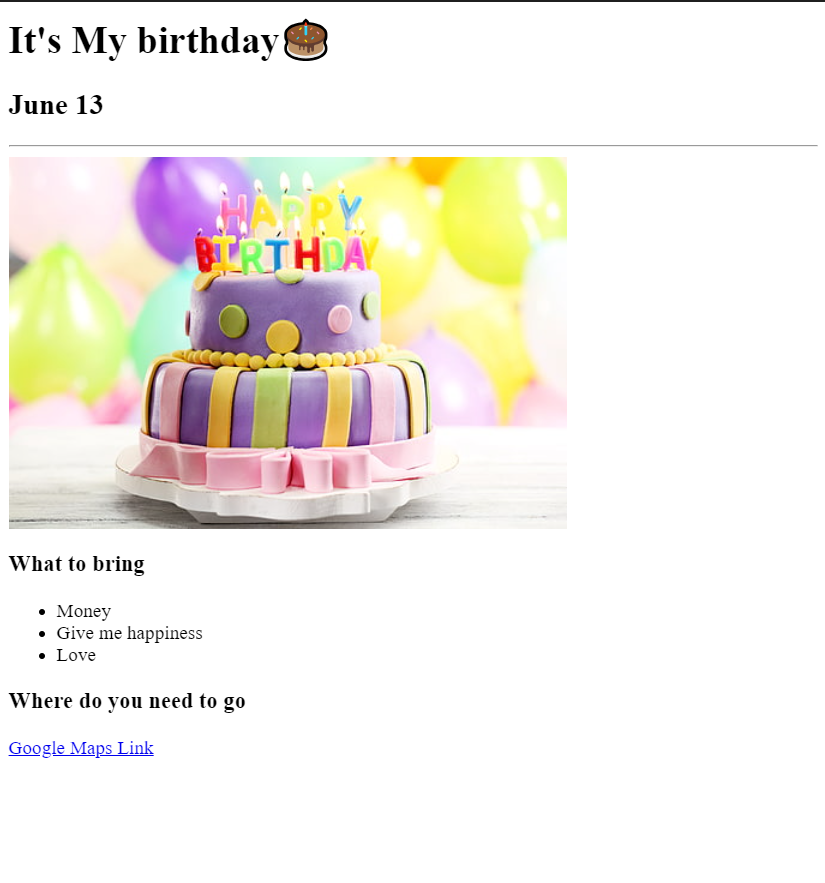 It's My birthday🎂
June 13
HAPPY
BIRTHDAY
What to bring
Money
Give me happiness
Love
Where do you need to go
Google Maps Link